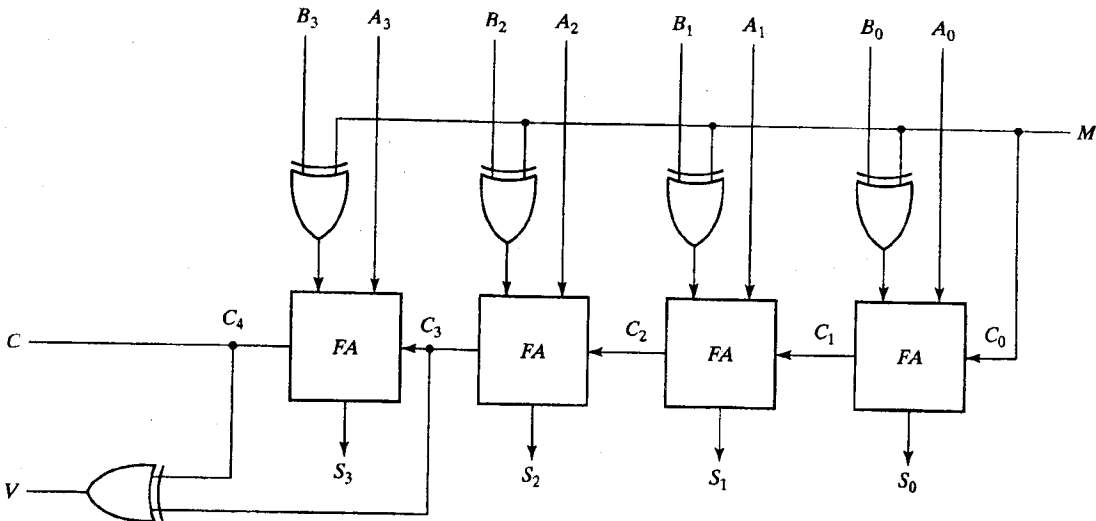 B₃ A₃ B₂ A₂ B₁ A₁ B₀ A₀
M
C C₄ C₃ C₂ C₁ C₀
FA FA FA FA
S₃ S₂ S₁ S₀
V